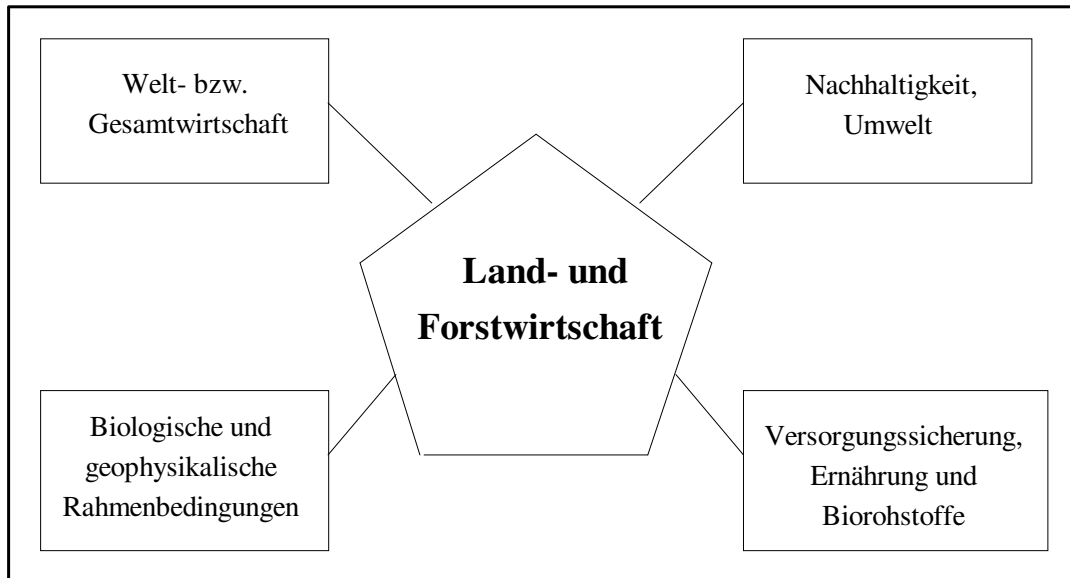 Welt- bzw.
Gesamtwirtschaft
Nachhaltigkeit,
Umwelt
Land- und
Forstwirtschaft
Biologische und
geophysikalische
Rahmenbedingungen
Versorgungssicherung,
Ernährung und
Biorohstoffe